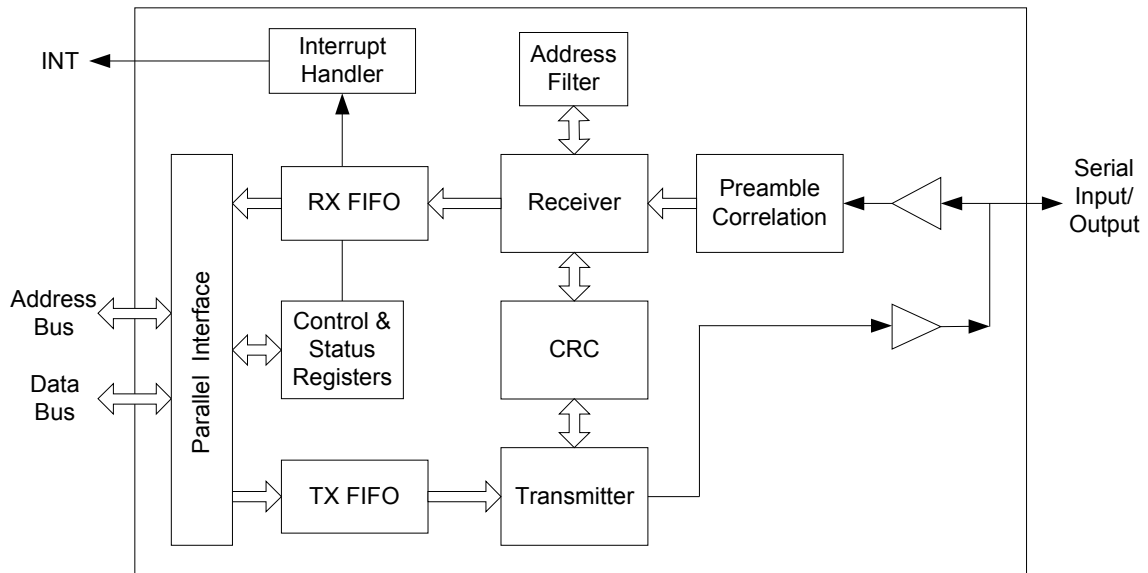 INT
Interrupt
Handler
Address
Filter
RX FIFO
Receiver
Preamble
Correlation
Serial
Input/
Output
Address
Bus
Data
Bus
Parallel Interface
Control &
Status
Registers
CRC
TX FIFO
Transmitter